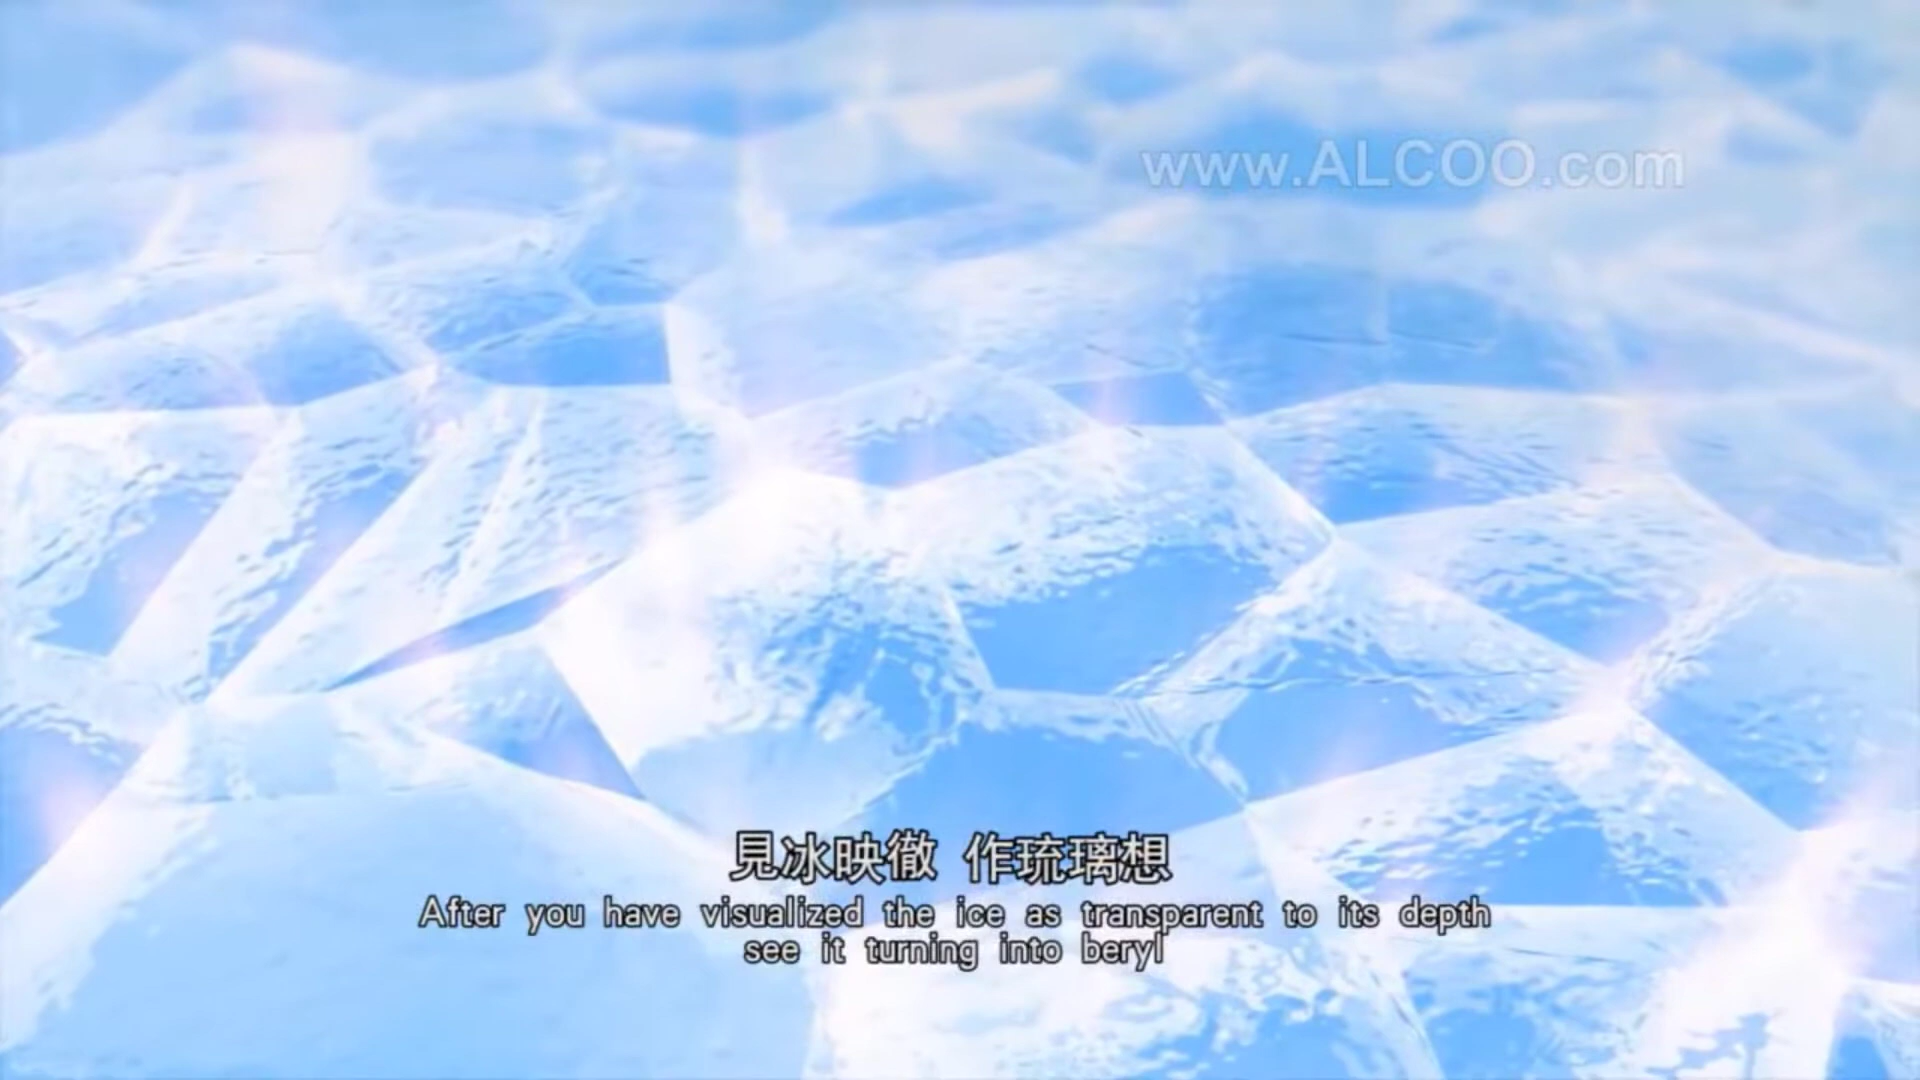 www.ALCOO.com
見冰映徹 作琉璃想
After you have visualized the ice as transparent to its depth
see it turning into beryl